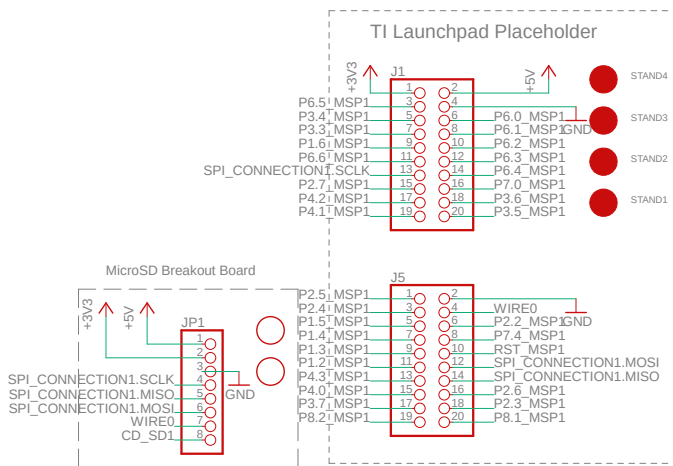 TI Launchpad Placeholder
+3V3
J1
+5V
STAND4
1 2
P6.5_MSP1 3 4
P3.4_MSP1 5 6 P6.0_MSP1 GND STAND3
P3.3_MSP1 7 8 P6.1_MSP1
P1.6_MSP1 9 10 P6.2_MSP1
P6.6_MSP1 11 12 P6.3_MSP1 STAND2
SPI_CONNECTION1.SCLK 13 14 P6.4_MSP1
P2.7_MSP1 15 16 P7.0_MSP1
P4.2_MSP1 17 18 P3.6_MSP1 STAND1
P4.1_MSP1 19 20 P3.5_MSP1
MicroSD Breakout Board
+3V3
+5V
JP1
1
2
3
GND
SPI_CONNECTION1.SCLK 4
SPI_CONNECTION1.MISO 5
SPI_CONNECTION1.MOSI 6
WIRE0 7
CD_SD1 8
J5
P2.5_MSP1 1 2
P2.4_MSP1 3 4 WIRE0
P1.5_MSP1 5 6 P2.2_MSP1 GND
P1.4_MSP1 7 8 P7.4_MSP1
P1.3_MSP1 9 10 RST_MSP1
P1.2_MSP1 11 12 SPI_CONNECTION1.MOSI
P4.3_MSP1 13 14 SPI_CONNECTION1.MISO
P4.0_MSP1 15 16 P2.6_MSP1
P3.7_MSP1 17 18 P2.3_MSP1
P8.2_MSP1 19 20 P8.1_MSP1